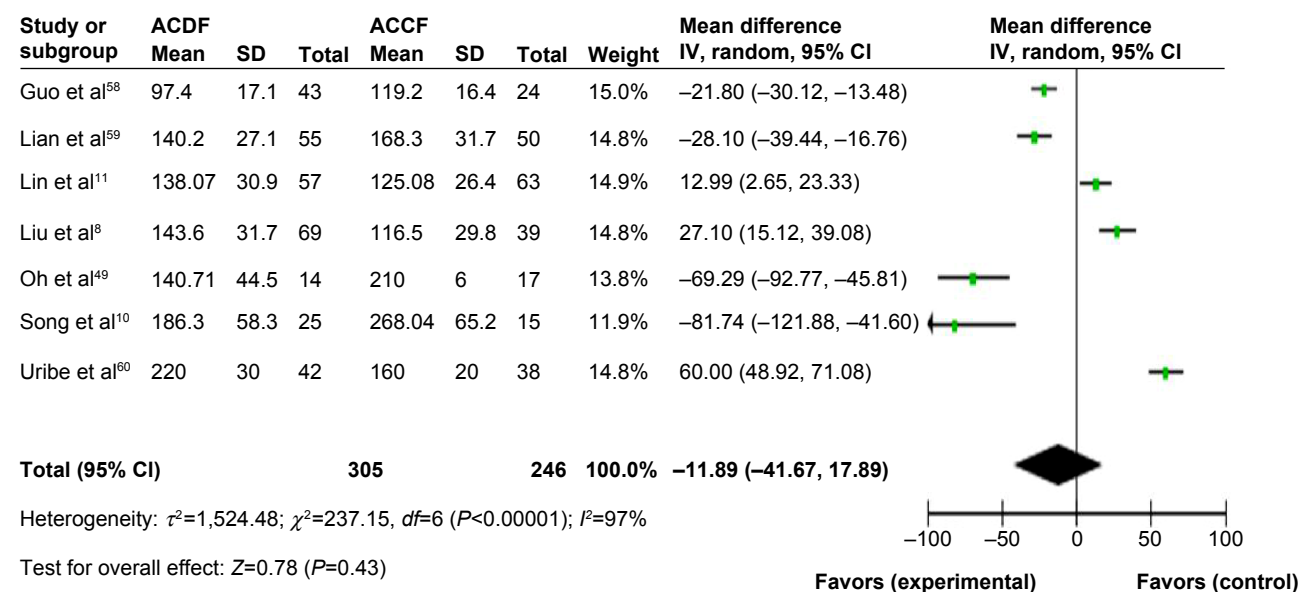 Study or subgroup ACDF Mean SD Total ACCF Mean SD Total Weight Mean difference IV, random, 95% CI Mean difference IV, random, 95% CI
Guo et al58 97.4 17.1 43 119.2 16.4 24 15.0% –21.80 (–30.12, –13.48)
Lian et al59 140.2 27.1 55 168.3 31.7 50 14.8% –28.10 (–39.44, –16.76)
Lin et al11 138.07 30.9 57 125.08 26.4 63 14.9% 12.99 (2.65, 23.33)
Liu et al8 143.6 31.7 69 116.5 29.8 39 14.8% 27.10 (15.12, 39.08)
Oh et al49 140.71 44.5 14 210 6 17 13.8% –69.29 (–92.77, –45.81)
Song et al10 186.3 58.3 25 268.04 65.2 15 11.9% –81.74 (–121.88, –41.60)
Uribe et al60 220 30 42 160 20 38 14.8% 60.00 (48.92, 71.08)
Total (95% CI) 305 246 100.0% –11.89 (–41.67, 17.89)
Heterogeneity: τ2=1,524.48; χ2=237.15, df=6 (P<0.00001); I2=97%
Test for overall effect: Z=0.78 (P=0.43)
–100 –50 0 50 100
Favors (experimental) Favors (control)